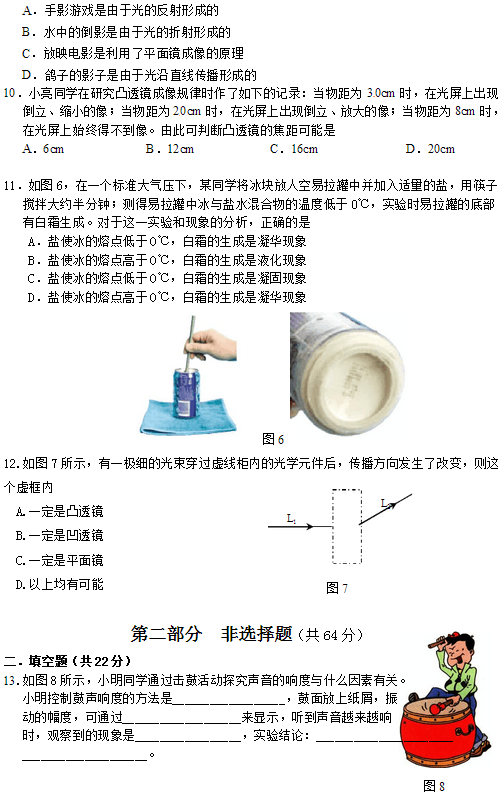 A．手影游戏是由于光的反射形成的
B．水中的倒影是由于光的折射形成的
C．放映电影是利用了平面镜成像的原理
D．鸽子的影子是由于光沿直线传播形成的
10．小亮同学在研究凸透镜成像规律时作了如下的记录：当物距为 3.0cm 时，在光屏上出现
倒立、缩小的像；当物距为 20cm 时，在光屏上出现倒立、放大的像；当物距为 8cm 时，
在光屏上始终得不到像。由此可判断凸透镜的焦距可能是
A．6cm B．12cm C．16cm D．20cm
11．如图 6，在一个标准大气压下，某同学将冰块放人空易拉罐中并加入适量的盐，用筷子
搅拌大约半分钟；测得易拉罐中冰与盐水混合物的温度低于 0℃，实验时易拉罐的底部
有白霜生成。对于这一实验和现象的分析，正确的是
A．盐使冰的熔点低于 0℃，白霜的生成是凝华现象
B．盐使冰的熔点高于 0℃，白霜的生成是液化现象
C．盐使冰的熔点低于 0℃，白霜的生成是凝固现象
D．盐使冰的熔点高于 0℃，白霜的生成是凝华现象
图 6
12.如图 7 所示，有一极细的光束穿过虚线柜内的光学元件后，传播方向发生了改变，则这
个虚框内
A.一定是凸透镜
B.一定是凹透镜
C.一定是平面镜
D.以上均有可能
L1
L
图 7
第二部分 非选择题（共 64 分）
二．填空题（共 22 分）
13.如图 8 所示，小明同学通过击鼓活动探究声音的响度与什么因素有关。
小明控制鼓声响度的方法是________________，鼓面放上纸屑，振
动的幅度，可通过________________来显示，听到声音越来越响
时，观察到的现象是________________，实验结论：________________
________________。
图 8